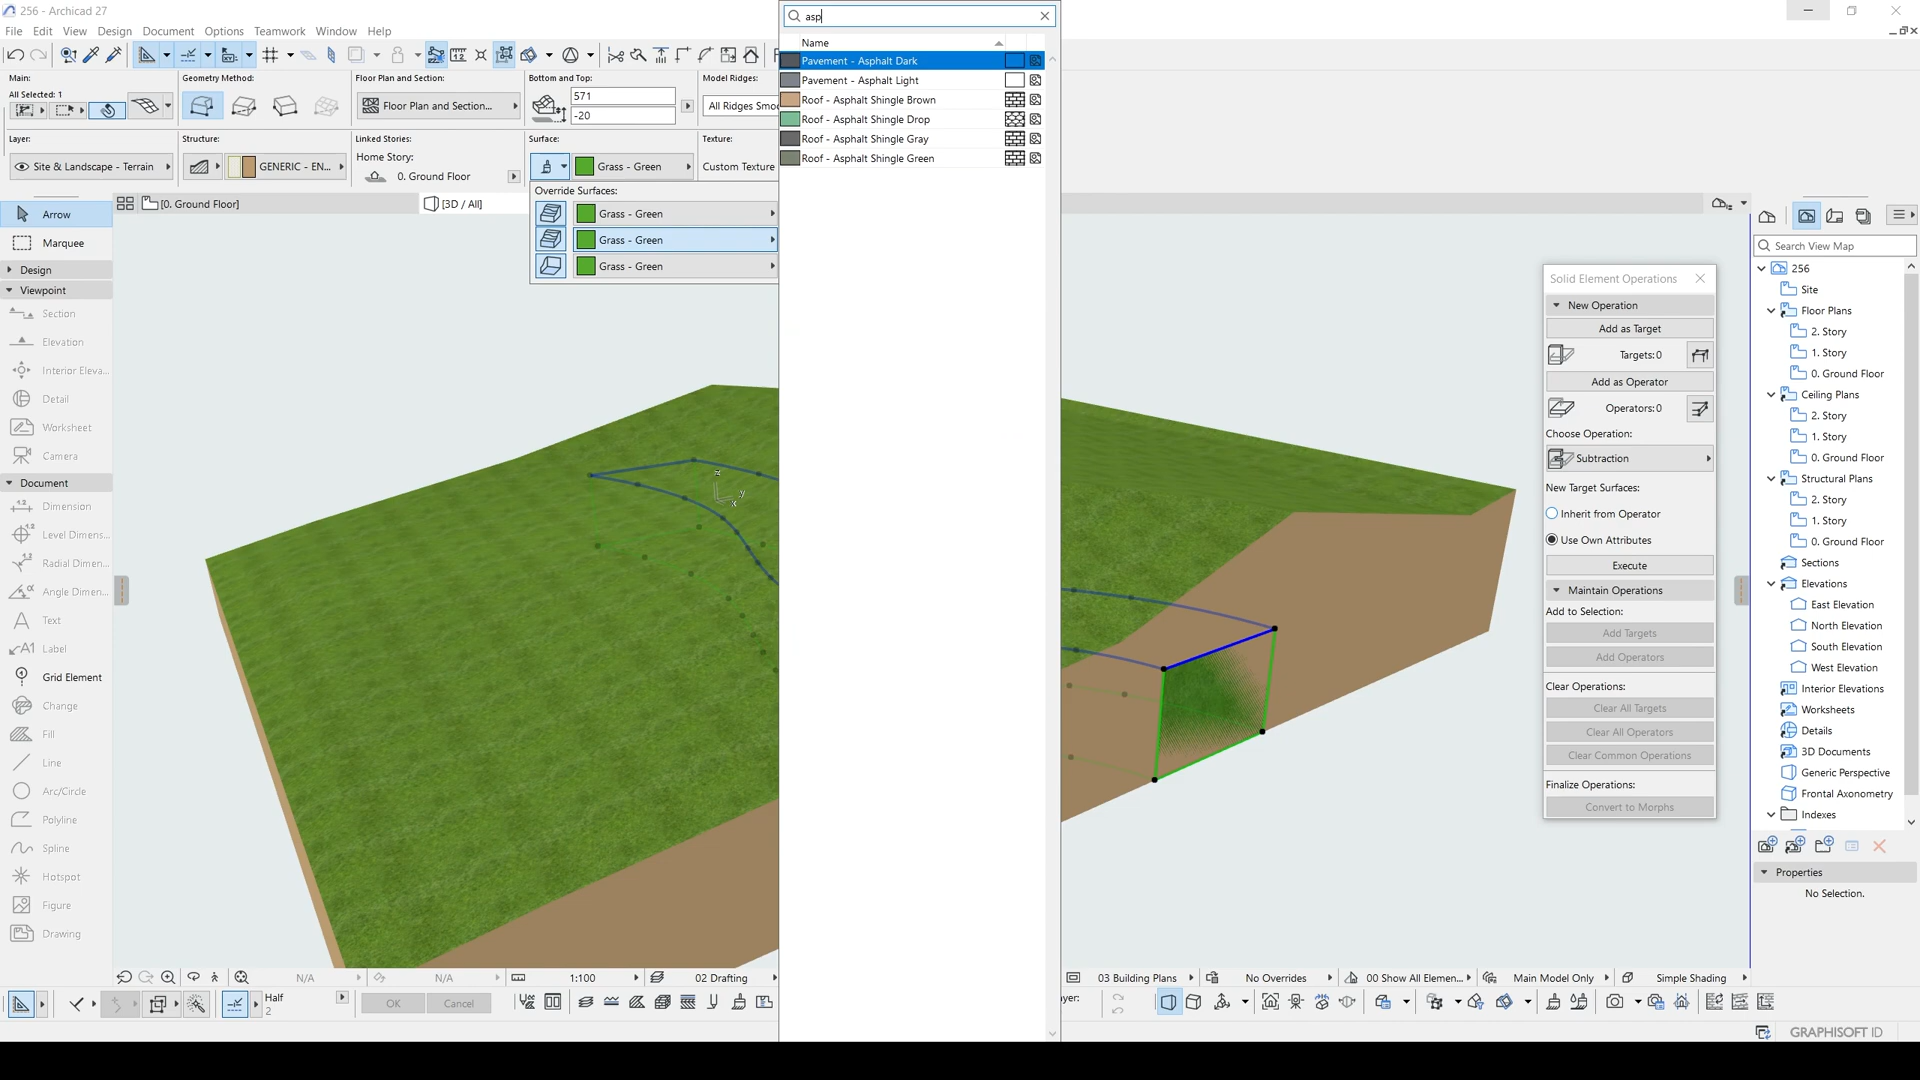 256 - Archicad 27
File Edit View Design Document Options Teamwork Window Help
Main:
All Selected: 1
Geometry Method:
Floor Plan and Section:
Floor Plan and Section...
Bottom and Top:
571
-20
Model Ridges:
All Ridges Smo
Layer:
Site & Landscape - Terrain
Structure:
GENERIC - EN...
Linked Stories:
Home Story:
0. Ground Floor
Surface:
Grass - Green
Texture:
Custom Texture
Override Surfaces:
Grass - Green
Grass - Green
Grass - Green
asp
Name
Pavement - Asphalt Dark
Pavement - Asphalt Light
Roof - Asphalt Shingle Brown
Roof - Asphalt Shingle Drop
Roof - Asphalt Shingle Gray
Roof - Asphalt Shingle Green
[0. Ground Floor]
[3D / All]
Arrow
Marquee
Design
Viewpoint
Section
Elevation
Interior Eleva...
Detail
Worksheet
Camera
Document
Dimension
Level Dimens...
Radial Dimen...
Angle Dimen...
Text
Label
Grid Element
Change
Fill
Line
Arc/Circle
Polyline
Spline
Hotspot
Figure
Drawing
z
y
x
Solid Element Operations
New Operation
Add as Target
Targets:0
Add as Operator
Operators:0
Choose Operation:
Subtraction
New Target Surfaces:
Inherit from Operator
Use Own Attributes
Execute
Maintain Operations
Add to Selection:
Add Targets
Add Operators
Clear Operations:
Clear All Targets
Clear All Operators
Clear Common Operations
Finalize Operations:
Convert to Morphs
Search View Map
256
Site
Floor Plans
2. Story
1. Story
0. Ground Floor
Ceiling Plans
2. Story
1. Story
0. Ground Floor
Structural Plans
2. Story
1. Story
0. Ground Floor
Sections
Elevations
East Elevation
North Elevation
South Elevation
West Elevation
Interior Elevations
Worksheets
Details
3D Documents
Generic Perspective
Frontal Axonometry
Indexes
Properties
No Selection.
N/A N/A 1:100 02 Drafting 03 Building Plans No Overrides 00 Show All Elemen... Main Model Only Simple Shading
Half
2
OK Cancel
yer:
GRAPHISOFT ID